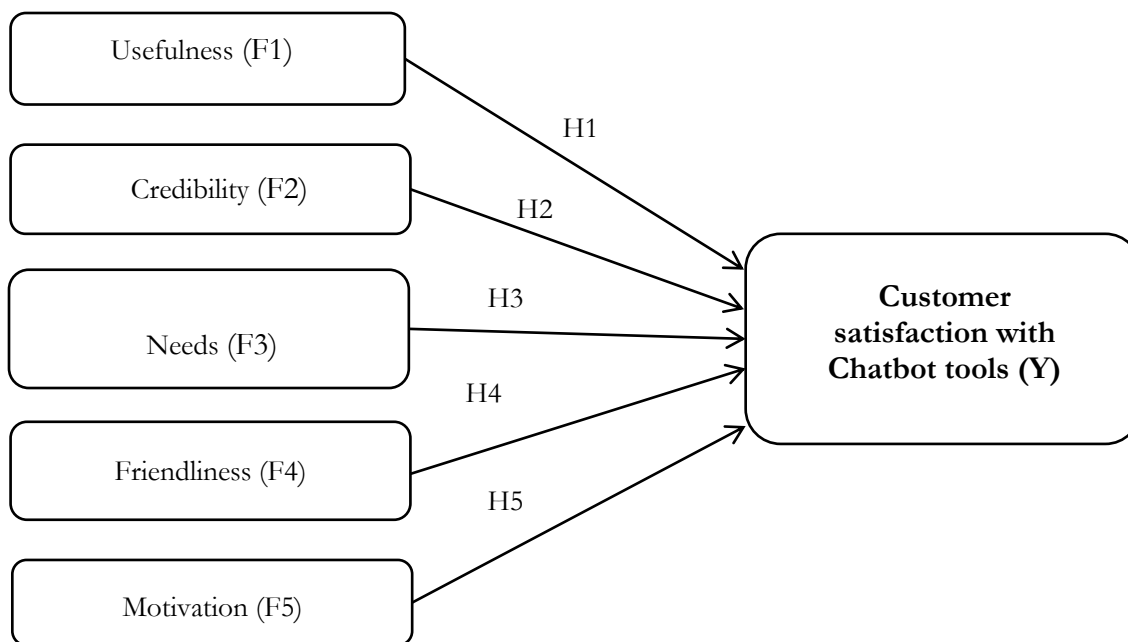 Usefulness (F1)
H1
Credibility (F2)
H2
H3
Needs (F3)
Customer
satisfaction with
Chatbot tools (Y)
H4
Friendliness (F4)
H5
Motivation (F5)